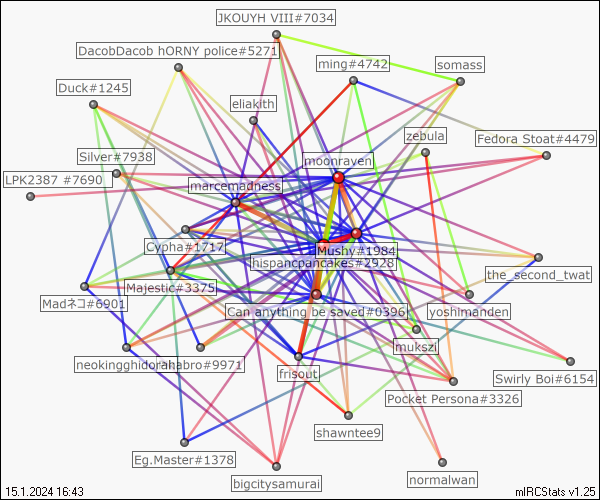 JKOUYH VIII#7034
DacobDacob hORNY police#5271
ming#4742
somass
Duck#1245
eliakith
zebula
Fedora Stoat#4479
Silver#7938
moonraven
LPK2387 #7690
marcemadness
Cypha#1717
Mushy#1984
hispancpancakes#2928
the_second_twat
Majestic#3375
Madネコ#6901
Can anything be saved#0396
yoshimanden
mukszi
neokingghidorahabro#9971
frisout
Swirly Boi#6154
Pocket Persona#3326
shawntee9
Eg.Master#1378
bigcitysamurai
normalwan
15.1.2024 16:43
mIRCStats v1.25